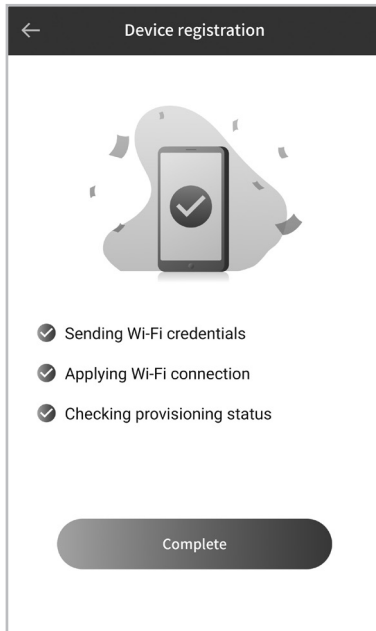 Device registration
Sending Wi-Fi credentials
Applying Wi-Fi connection
Checking provisioning status
Complete